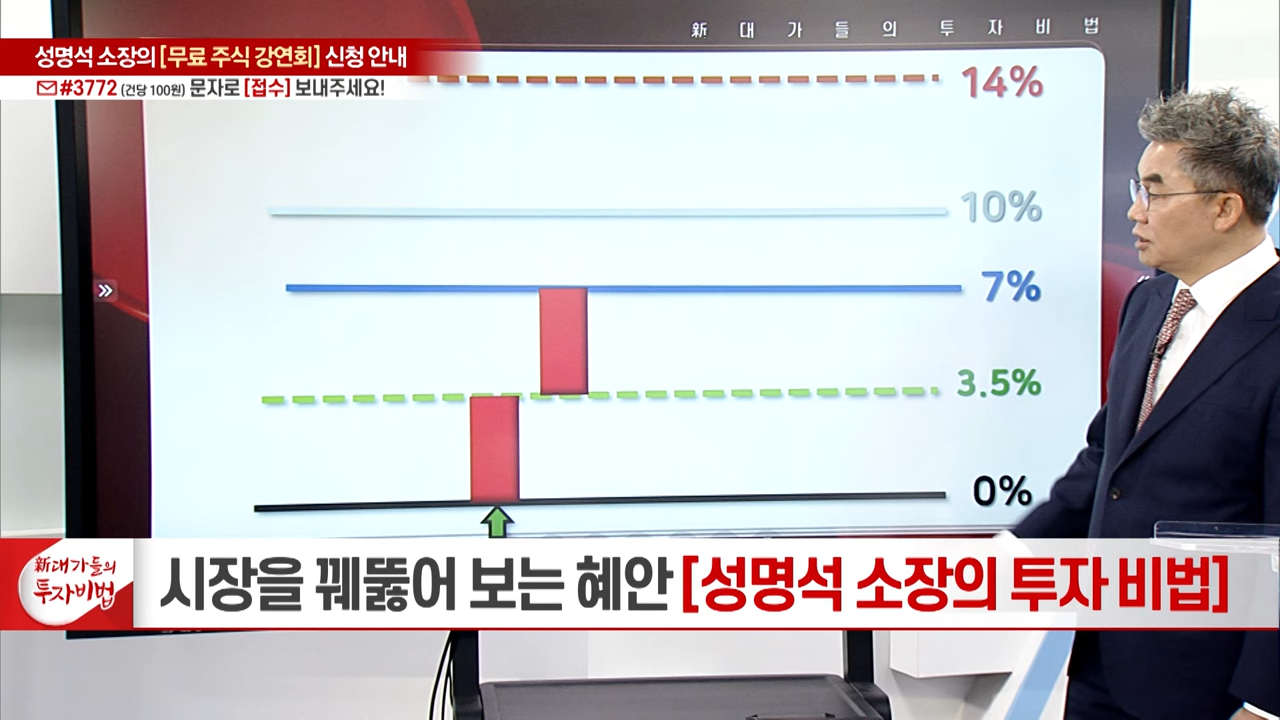 新 대 가 들 의 투 자 비 법
성명석 소장의 [무료 주식 강연회] 신청 안내
#3772 (건당 100원) 문자로 [접수] 보내주세요!
14%
10%
7%
3.5%
0%
新대가들의
투자비법
시장을 꿰뚫어 보는 혜안 [성명석 소장의 투자 비법]